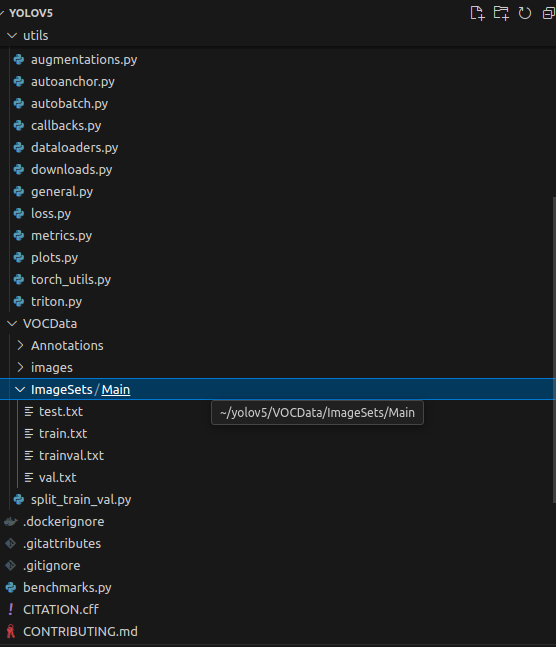 YOLOV5
utils
augmentations.py
autoanchor.py
autobatch.py
callbacks.py
dataloaders.py
downloads.py
general.py
loss.py
metrics.py
plots.py
torch_utils.py
triton.py
VOCData
Annotations
images
ImageSets / Main
~/yolov5/VOCData/ImageSets/Main
test.txt
train.txt
trainval.txt
val.txt
split_train_val.py
.dockerignore
.gitattributes
.gitignore
benchmarks.py
CITATION.cff
CONTRIBUTING.md